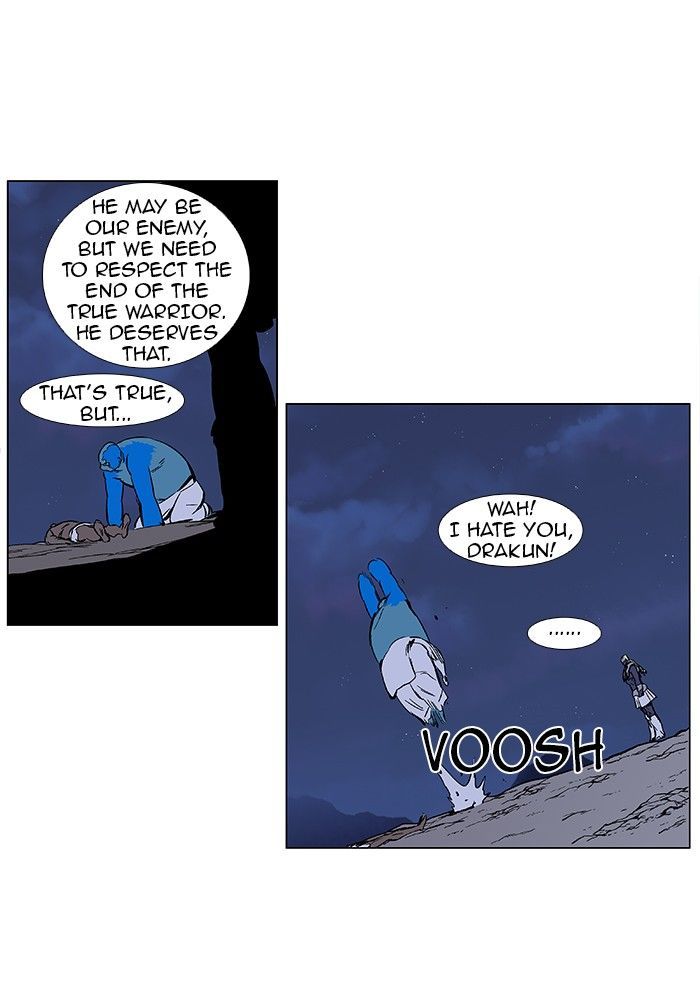 HE MAY BE
OUR ENEMY,
BUT WE NEED
TO RESPECT THE
END OF THE
TRUE WARRIOR.
HE DESERVES
THAT.
THAT'S TRUE,
BUT...
WAH!
I HATE YOU,
DRAKUN!
......
VOOSH